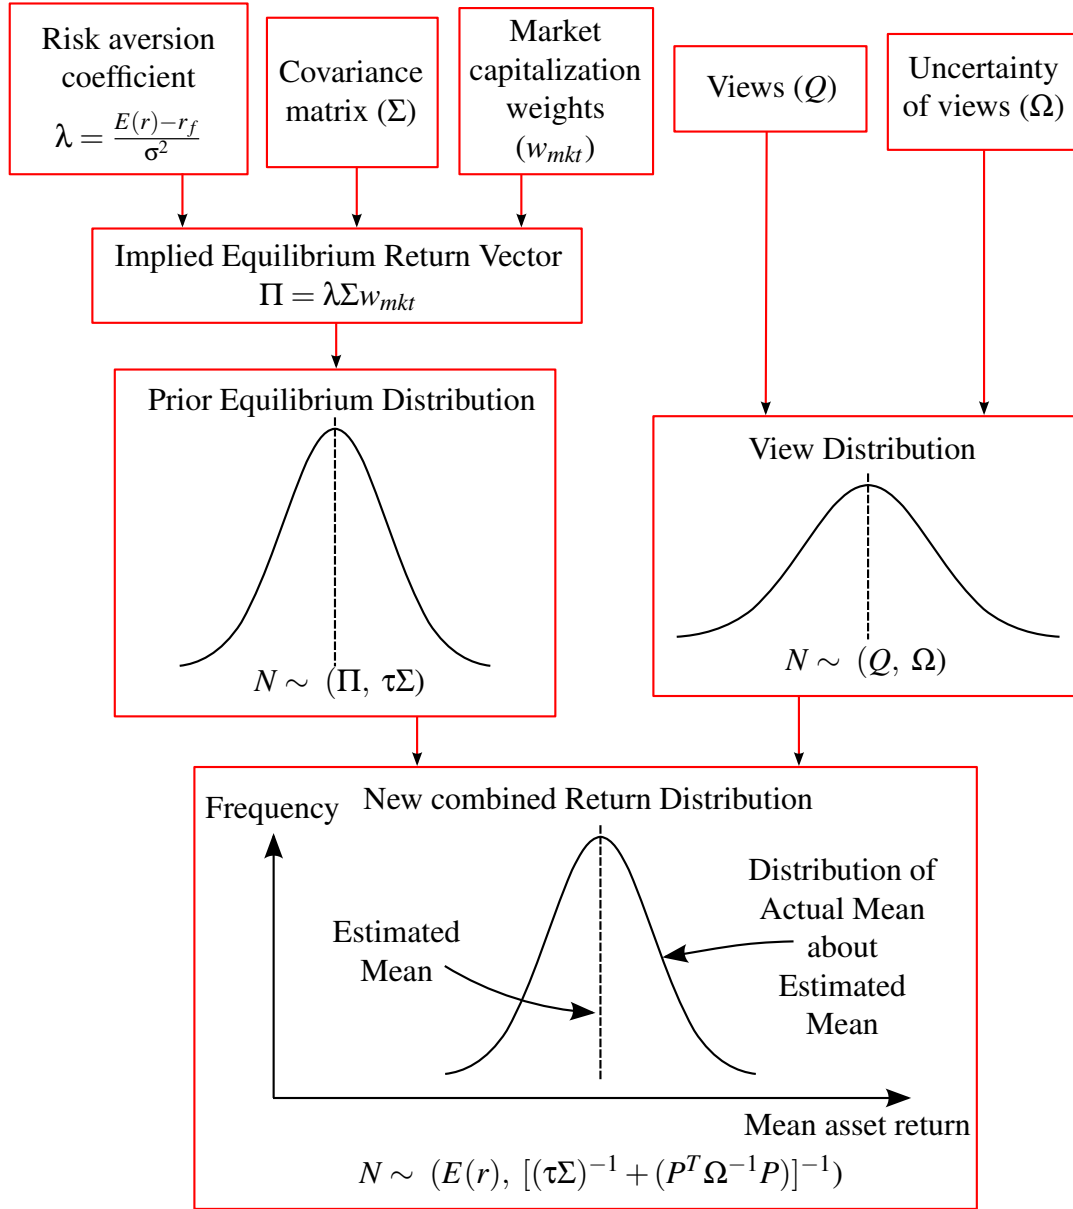 Risk aversion
coefficient
λ = E(r)−r_f / σ²
Covariance
matrix (Σ)
Market
capitalization
weights
(w_mkt)
Views (Q)
Uncertainty
of views (Ω)
Implied Equilibrium Return Vector
Π = λΣw_mkt
Prior Equilibrium Distribution
N ∼ (Π, τΣ)
View Distribution
N ∼ (Q, Ω)
New combined Return Distribution
Frequency
Estimated
Mean
Distribution of
Actual Mean
about
Estimated
Mean
Mean asset return
N ∼ (E(r), [(τΣ)⁻¹ + (PᵀΩ⁻¹P)]⁻¹)